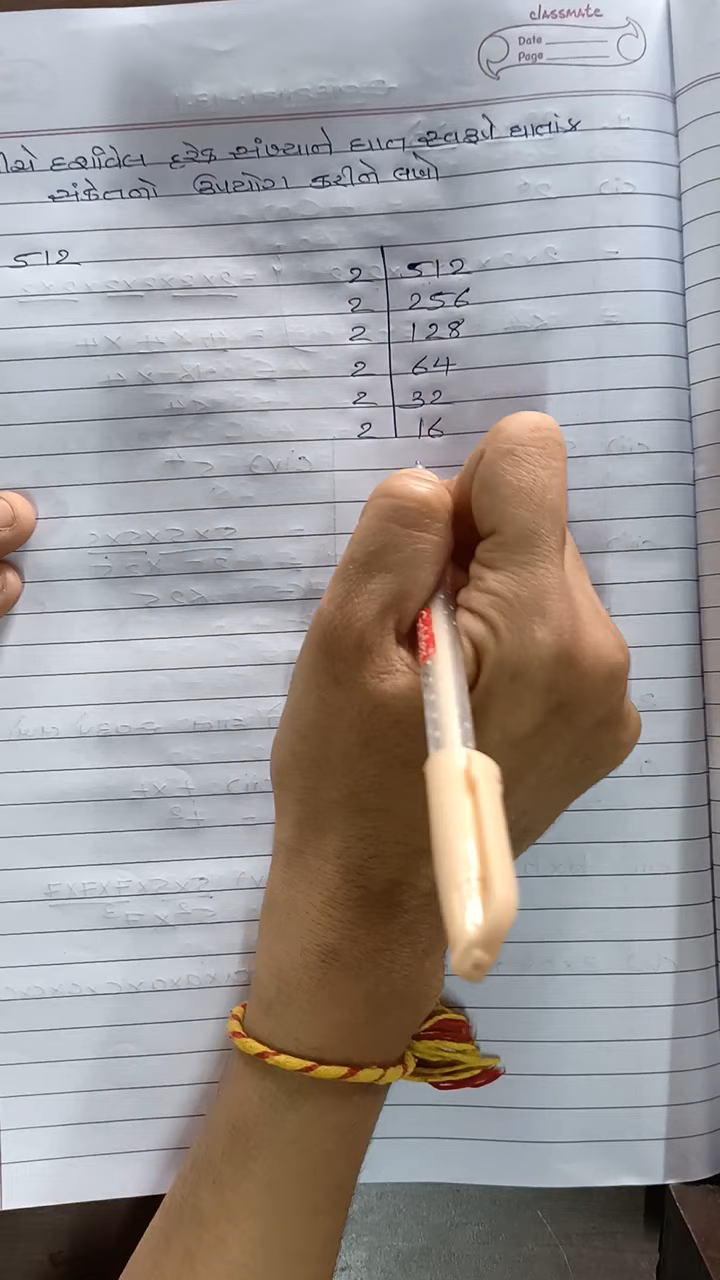 classmate
Date
Page
દર્શાવેલ દરેક સંખ્યાને ઘાત સ્વરૂપે ઘાતાંક
સંકેતનો ઉપયોગ કરીને લખો
512
2 512
2 256
2 128
2 64
2 32
2 16